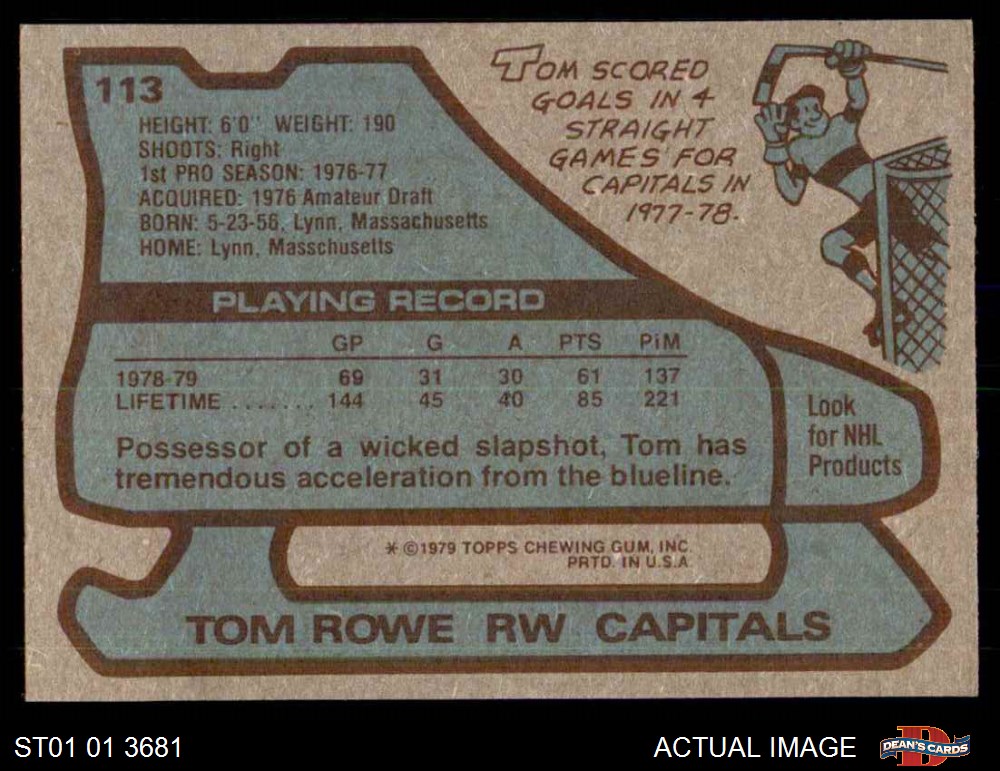 113
HEIGHT: 6'0" WEIGHT: 190
SHOOTS: Right
1st PRO SEASON: 1976-77
ACQUIRED: 1976 Amateur Draft
BORN: 5-23-56, Lynn, Massachusetts
HOME: Lynn, Masschusetts
TOM SCORED
GOALS IN 4
STRAIGHT
GAMES FOR
CAPITALS IN
1977-78.
PLAYING RECORD
GP G A PTS PiM
1978-79 69 31 30 61 137
LIFETIME ....... 144 45 40 85 221
Possessor of a wicked slapshot, Tom has
tremendous acceleration from the blueline.
Look
for NHL
Products
* ©1979 TOPPS CHEWING GUM, INC.
PRTD. IN U.S.A.
TOM ROWE RW CAPITALS
ST01 01 3681
ACTUAL IMAGE
DEAN'S CARDS